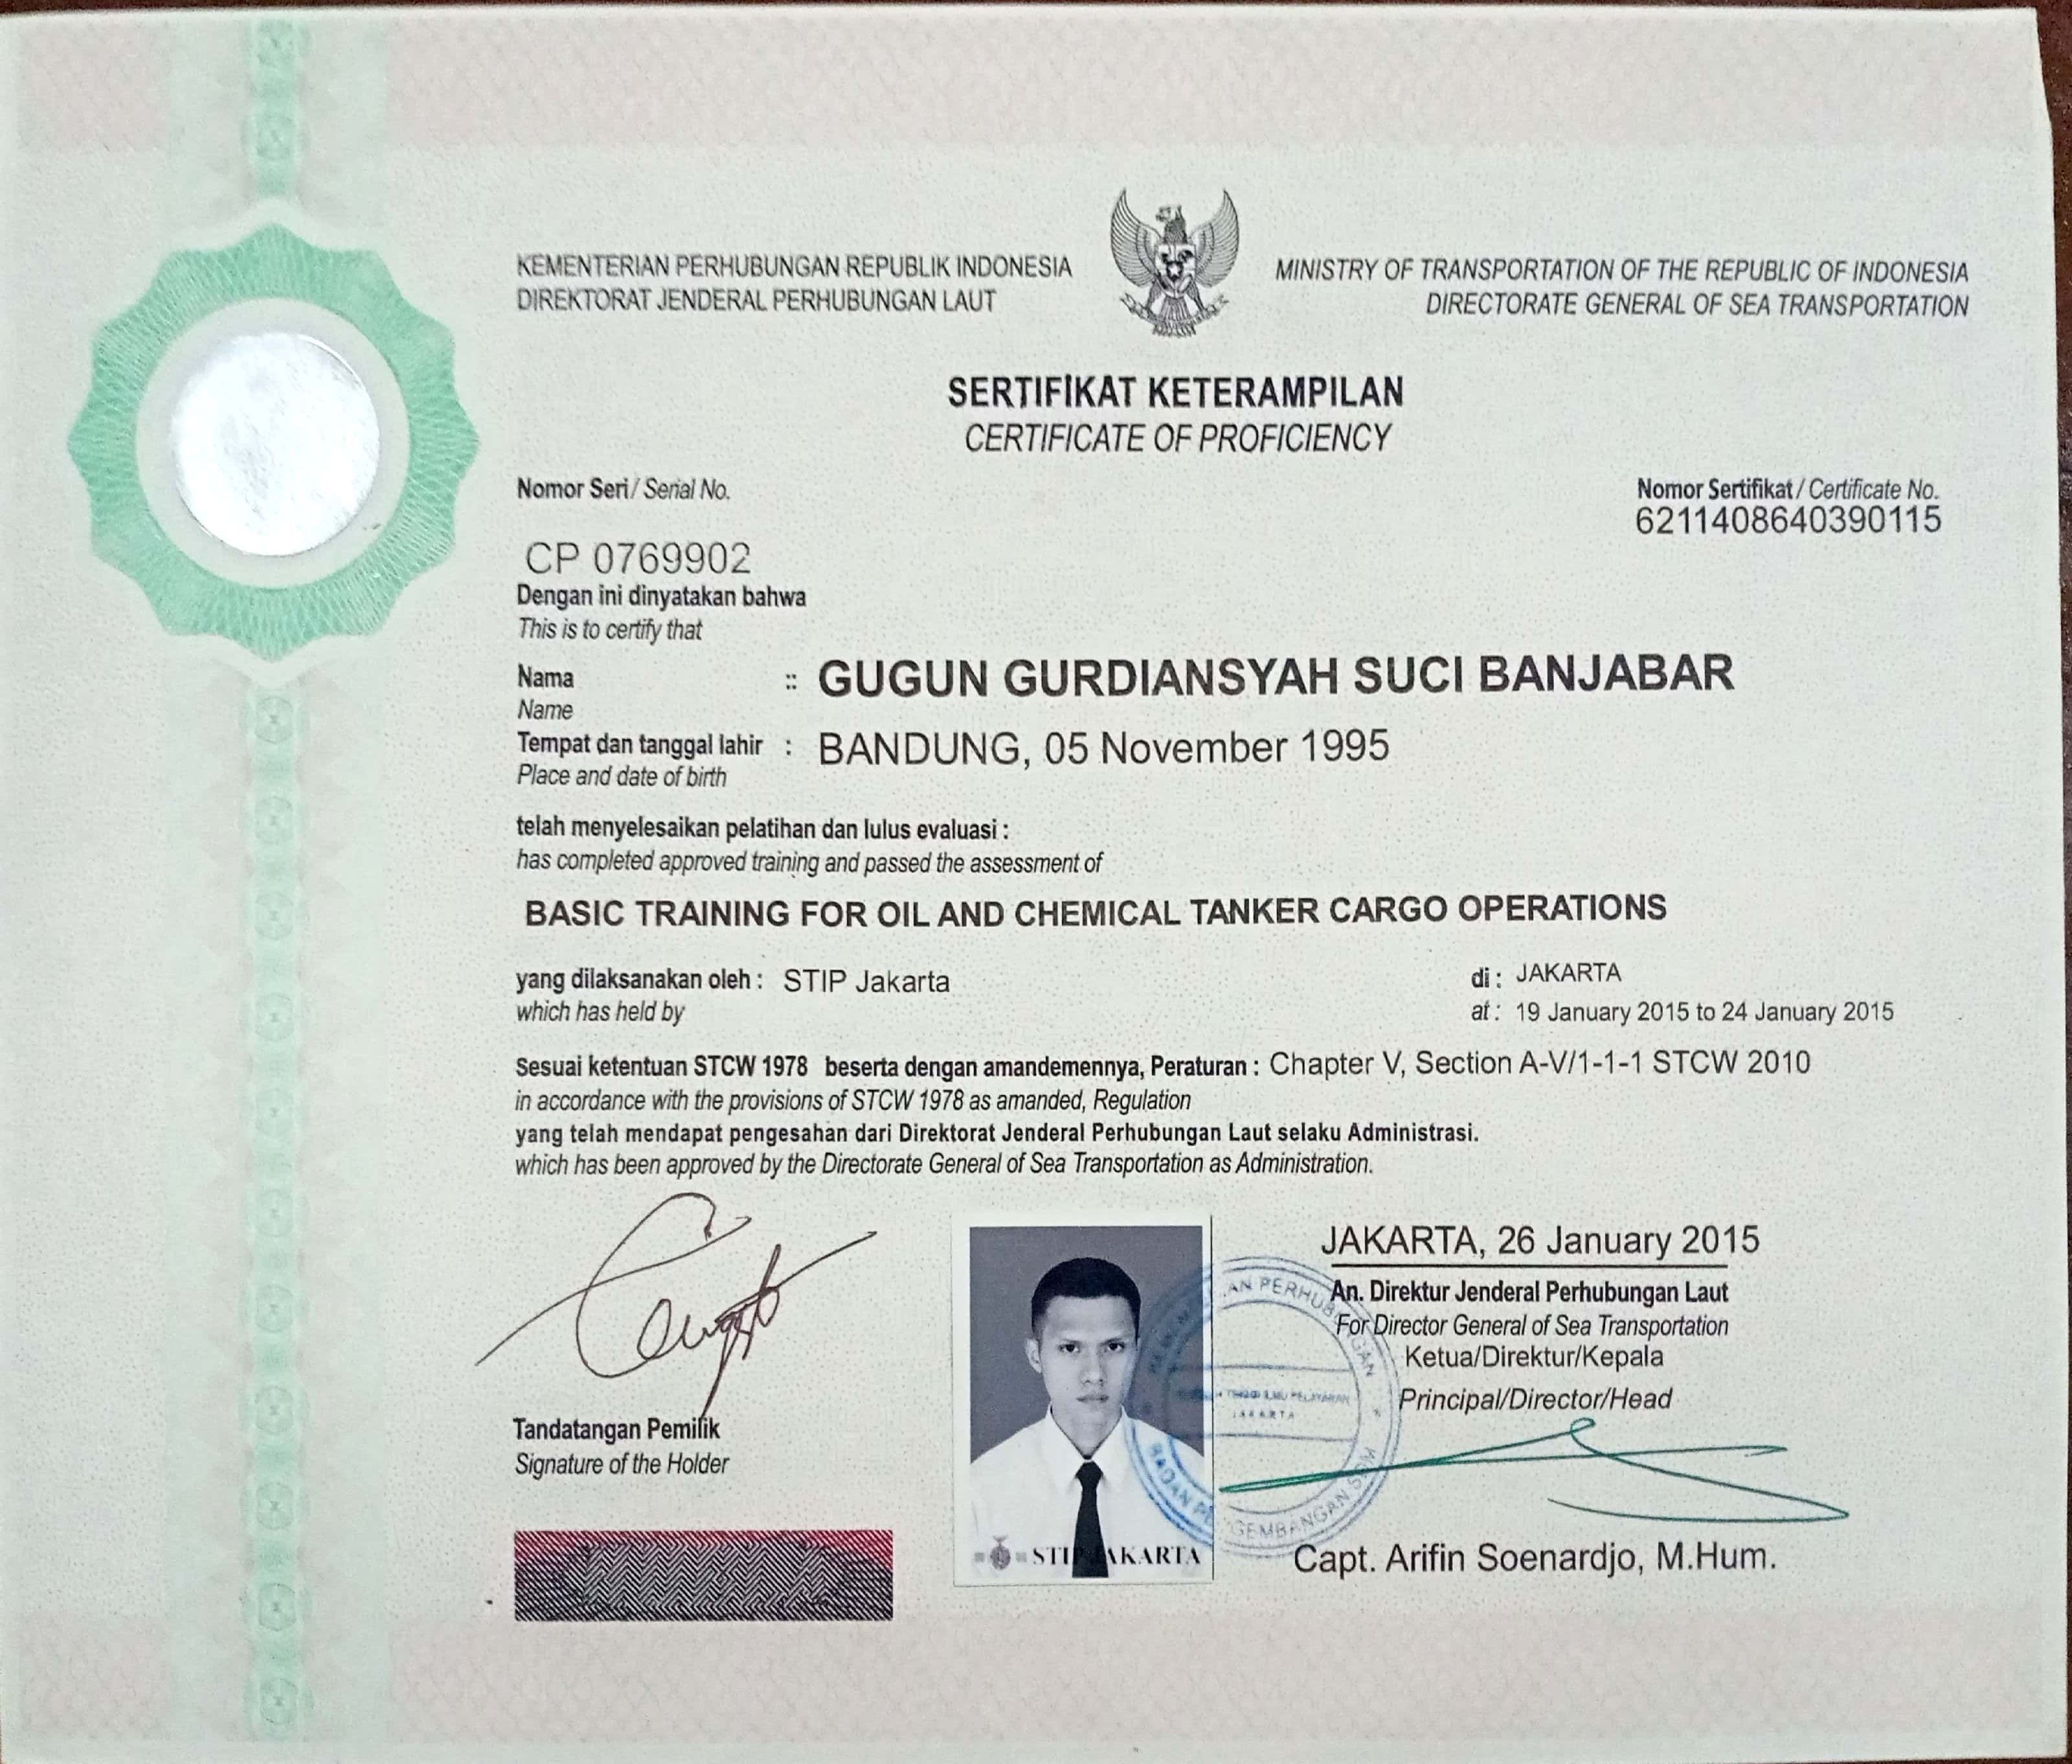 KEMENTERIAN PERHUBUNGAN REPUBLIK INDONESIA
DIREKTORAT JENDERAL PERHUBUNGAN LAUT
MINISTRY OF TRANSPORTATION OF THE REPUBLIC OF INDONESIA
DIRECTORATE GENERAL OF SEA TRANSPORTATION
SERTIFIKAT KETERAMPILAN
CERTIFICATE OF PROFICIENCY
Nomor Seri / Serial No.
CP 0769902
Nomor Sertifikat / Certificate No.
6211408640390115
Dengan ini dinyatakan bahwa
This is to certify that
Nama :: GUGUN GURDIANSYAH SUCI BANJABAR
Name
Tempat dan tanggal lahir : BANDUNG, 05 November 1995
Place and date of birth
telah menyelesaikan pelatihan dan lulus evaluasi :
has completed approved training and passed the assessment of
BASIC TRAINING FOR OIL AND CHEMICAL TANKER CARGO OPERATIONS
yang dilaksanakan oleh : STIP Jakarta di : JAKARTA
which has held by at : 19 January 2015 to 24 January 2015
Sesuai ketentuan STCW 1978 beserta dengan amandemennya, Peraturan : Chapter V, Section A-V/1-1-1 STCW 2010
in accordance with the provisions of STCW 1978 as amanded, Regulation
yang telah mendapat pengesahan dari Direktorat Jenderal Perhubungan Laut selaku Administrasi.
which has been approved by the Directorate General of Sea Transportation as Administration.
Tandatangan Pemilik
Signature of the Holder
STIP JAKARTA
JAKARTA, 26 January 2015
An. Direktur Jenderal Perhubungan Laut
For Director General of Sea Transportation
Ketua/Direktur/Kepala
Principal/Director/Head
TINGGI ILMU PELAYARAN
JAKARTA
Capt. Arifin Soenardjo, M.Hum.